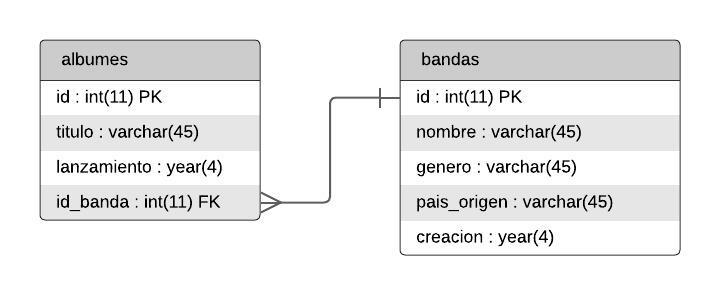 albumes
id : int(11) PK
titulo : varchar(45)
lanzamiento : year(4)
id_banda : int(11) FK
bandas
id : int(11) PK
nombre : varchar(45)
genero : varchar(45)
pais_origen : varchar(45)
creacion : year(4)